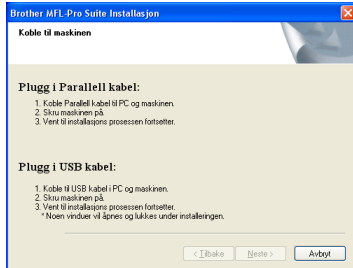 Brother MFL-Pro Suite Installasjon
Koble til maskinen
Plugg i Parallell kabel:
1. Koble Parallell kabel til PC og maskinen.
2. Skru maskinen på.
3. Vent til installasjons prosessen fortsetter.
Plugg i USB kabel:
1. Koble til USB kabel i PC og maskinen.
2. Skru maskinen på.
3. Vent til installasjons prosessen fortsetter.
* Noen vinduer vil åpnes og lukkes under installeringen.
< Tilbake Neste > Avbryt